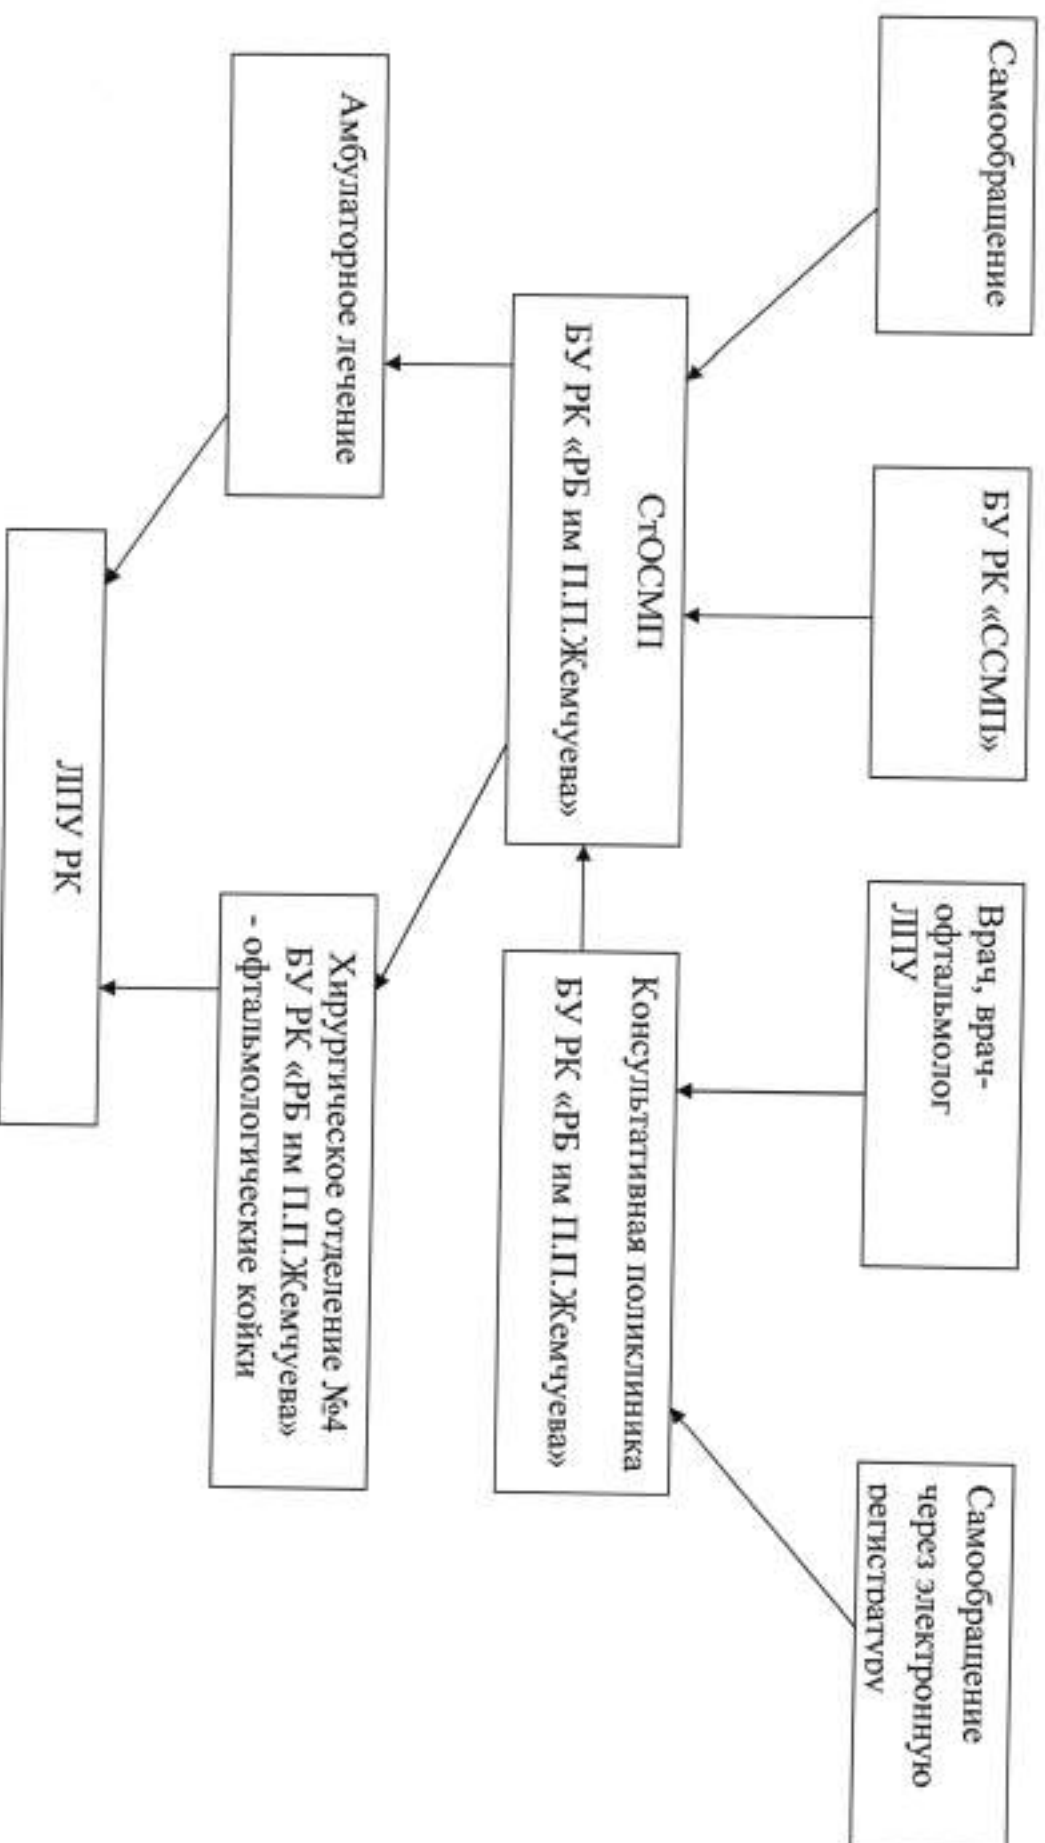 Самообращение
БУ РК «ССМП»
Врач, врач-
офтальмолог
ЛПУ
Самообращение
через электронную
регистратуру
СтОСМП
БУ РК «РБ им П.П.Жемчуева»
Консультативная поликлиника
БУ РК «РБ им П.П.Жемчуева»
Амбулаторное лечение
Хирургическое отделение №4
БУ РК «РБ им П.П.Жемчуева»
- офтальмологические койки
ЛПУ РК